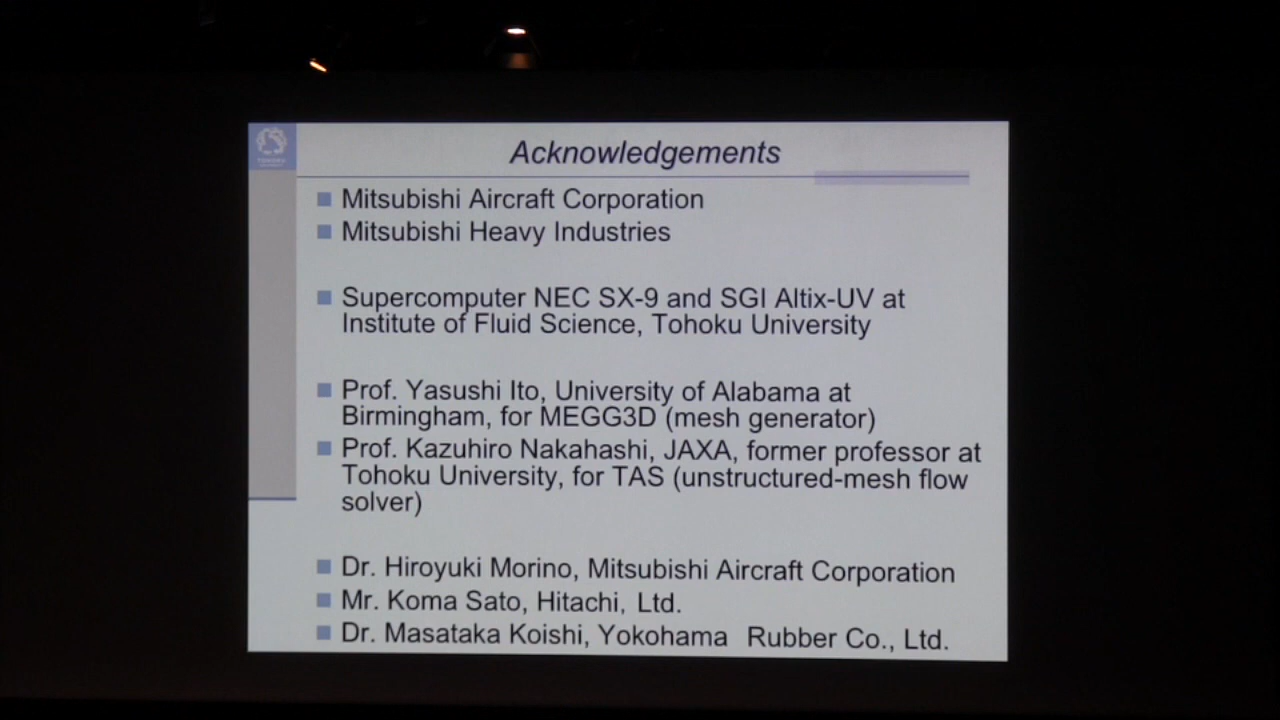 TOHOKU
Acknowledgements
Mitsubishi Aircraft Corporation
Mitsubishi Heavy Industries
Supercomputer NEC SX-9 and SGI Altix-UV at
Institute of Fluid Science, Tohoku University
Prof. Yasushi Ito, University of Alabama at
Birmingham, for MEGG3D (mesh generator)
Prof. Kazuhiro Nakahashi, JAXA, former professor at
Tohoku University, for TAS (unstructured-mesh flow
solver)
Dr. Hiroyuki Morino, Mitsubishi Aircraft Corporation
Mr. Koma Sato, Hitachi, Ltd.
Dr. Masataka Koishi, Yokohama Rubber Co., Ltd.